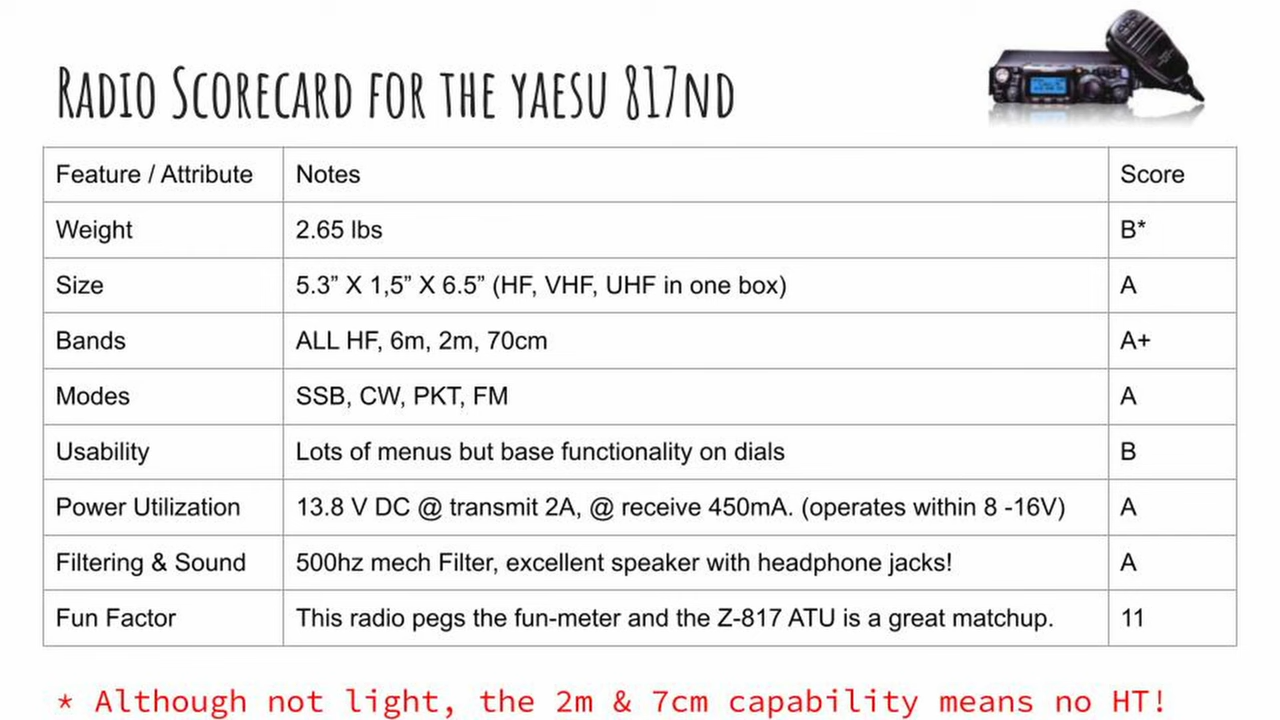 Radio Scorecard for the Yaesu 817nd
Feature / Attribute Notes Score
Weight 2.65 lbs B*
Size 5.3” X 1,5” X 6.5” (HF, VHF, UHF in one box) A
Bands ALL HF, 6m, 2m, 70cm A+
Modes SSB, CW, PKT, FM A
Usability Lots of menus but base functionality on dials B
Power Utilization 13.8 V DC @ transmit 2A, @ receive 450mA. (operates within 8 -16V) A
Filtering & Sound 500hz mech Filter, excellent speaker with headphone jacks! A
Fun Factor This radio pegs the fun-meter and the Z-817 ATU is a great matchup. 11
* Although not light, the 2m & 7cm capability means no HT!